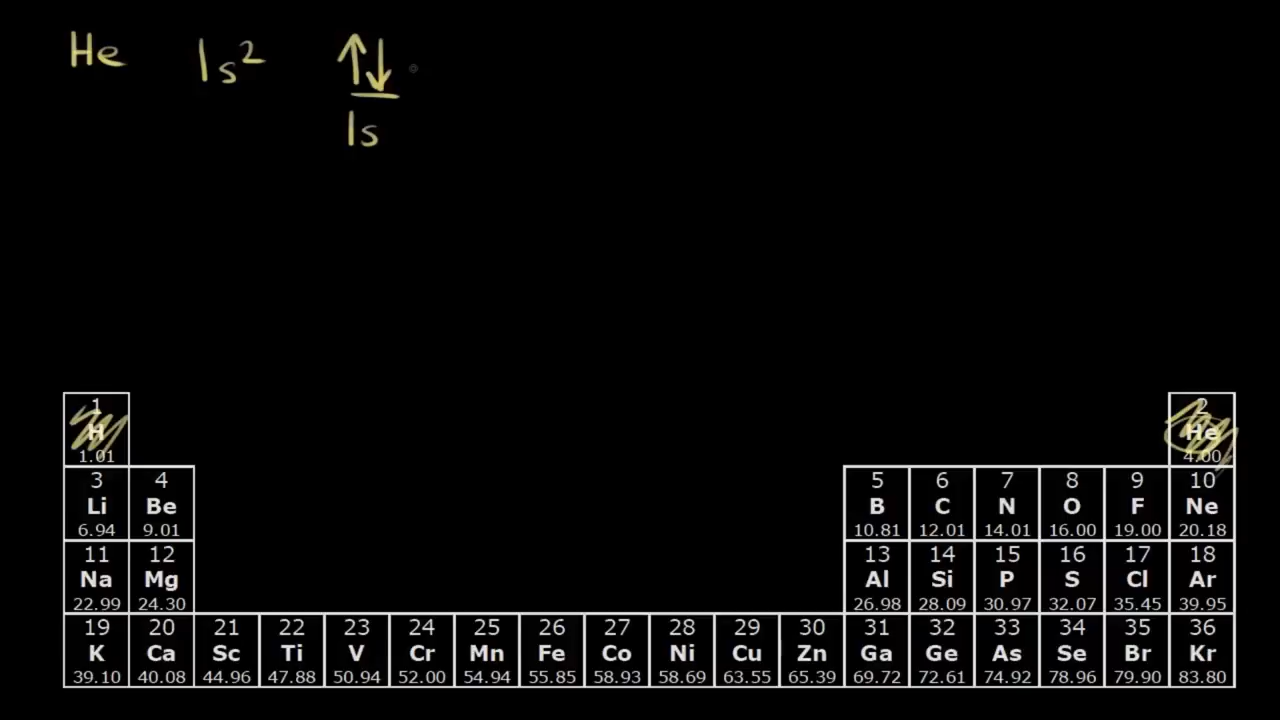 He 1s² ↑↓
1s
1 2
H He
1.01 4.00
3 4 5 6 7 8 9 10
Li Be B C N O F Ne
6.94 9.01 10.81 12.01 14.01 16.00 19.00 20.18
11 12 13 14 15 16 17 18
Na Mg Al Si P S Cl Ar
22.99 24.30 26.98 28.09 30.97 32.07 35.45 39.95
19 20 21 22 23 24 25 26 27 28 29 30 31 32 33 34 35 36
K Ca Sc Ti V Cr Mn Fe Co Ni Cu Zn Ga Ge As Se Br Kr
39.10 40.08 44.96 47.88 50.94 52.00 54.94 55.85 58.93 58.69 63.55 65.39 69.72 72.61 74.92 78.96 79.90 83.80